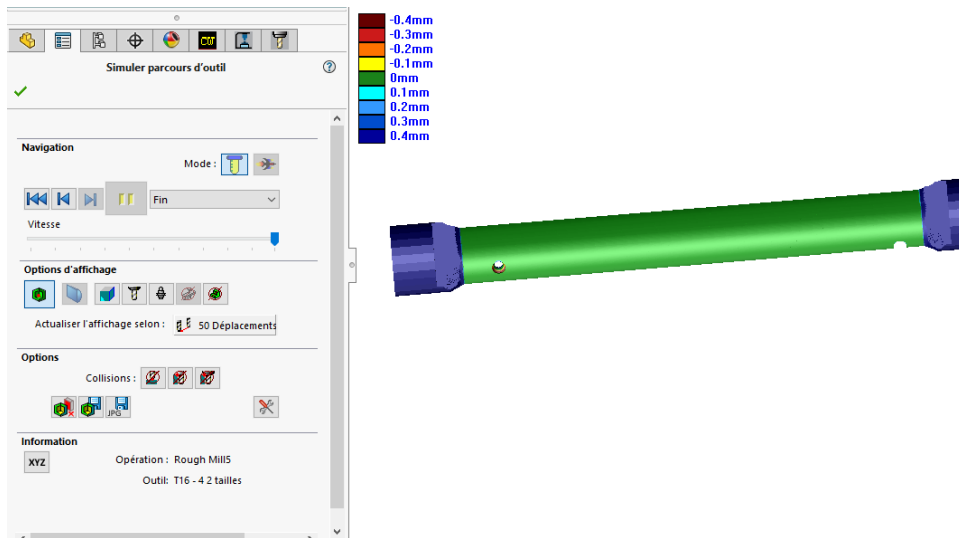 CW
Simuler parcours d'outil
Navigation
Mode :
Fin
Vitesse
Options d'affichage
Actualiser l'affichage selon :
50 Déplacements
Options
Collisions :
JPG
Information
XYZ
Opération : Rough Mill5
Outil: T16 - 4 2 tailles
-0.4mm
-0.3mm
-0.2mm
-0.1mm
0mm
0.1mm
0.2mm
0.3mm
0.4mm